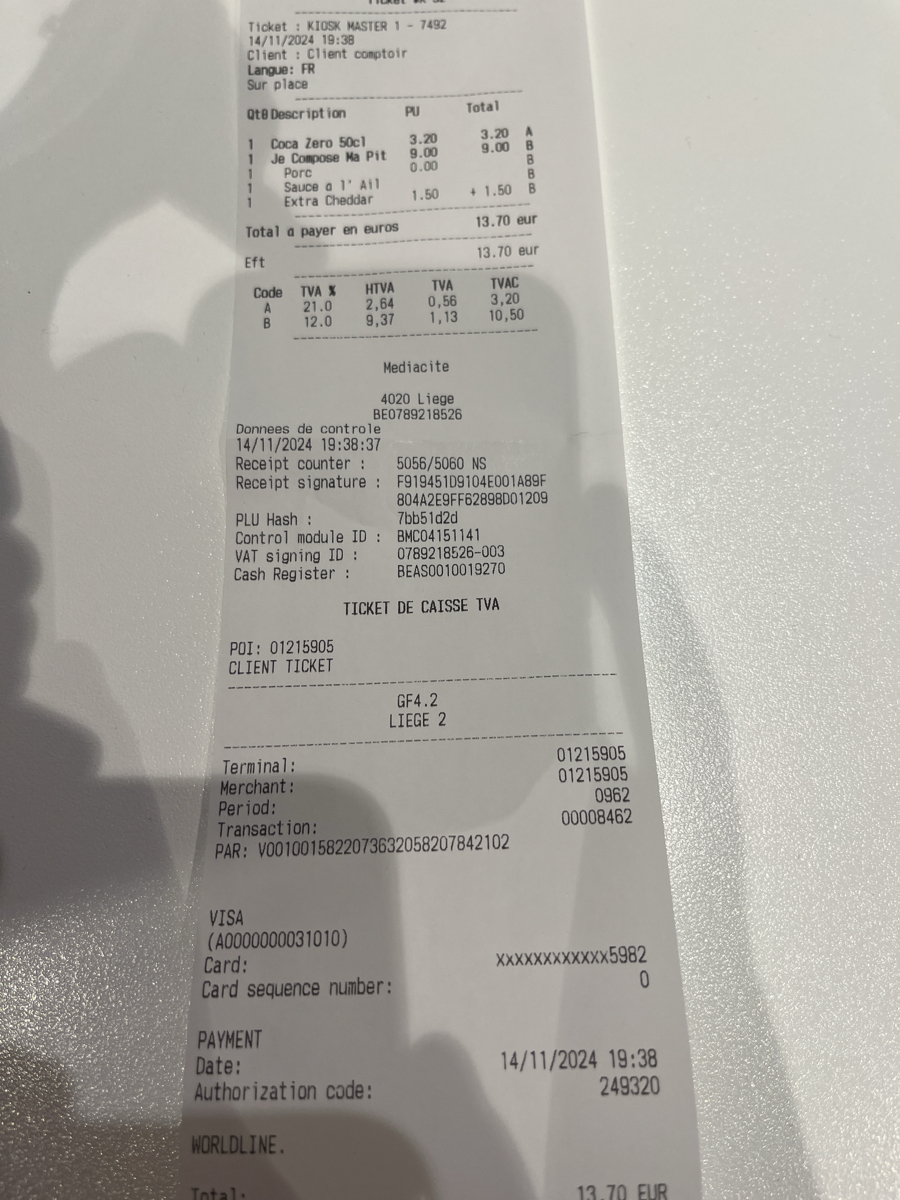 Ticket
Ticket : KIOSK MASTER 1 - 7492
14/11/2024 19:38
Client : Client comptoir
Langue: FR
Sur place
Qté Description PU Total
1 Coca Zero 50cl 3.20 3.20 A
1 Je Compose Ma Pit 9.00 9.00 B
1 Porc 0.00 B
1 Sauce a l' Ail B
1 Extra Cheddar 1.50 + 1.50 B
Total a payer en euros 13.70 eur
Eft 13.70 eur
Code TVA % HTVA TVA TVAC
A 21.0 2,64 0,56 3,20
B 12.0 9,37 1,13 10,50
Mediacite
4020 Liege
BE0789218526
Donnees de controle
14/11/2024 19:38:37
Receipt counter : 5056/5060 NS
Receipt signature : F919451D9104E001A89F
804A2E9FF62898D01209
PLU Hash : 7bb51d2d
Control module ID : BMC04151141
VAT signing ID : 0789218526-003
Cash Register : BEAS0010019270
TICKET DE CAISSE TVA
POI: 01215905
CLIENT TICKET
GF4.2
LIEGE 2
Terminal: 01215905
Merchant: 01215905
Period: 0962
Transaction: 00008462
PAR: V0010015822073632058207842102
VISA
(A0000000031010)
Card: xxxxxxxxxxxx5982
Card sequence number: 0
PAYMENT
Date: 14/11/2024 19:38
Authorization code: 249320
WORLDLINE.
Total: 13.70 EUR